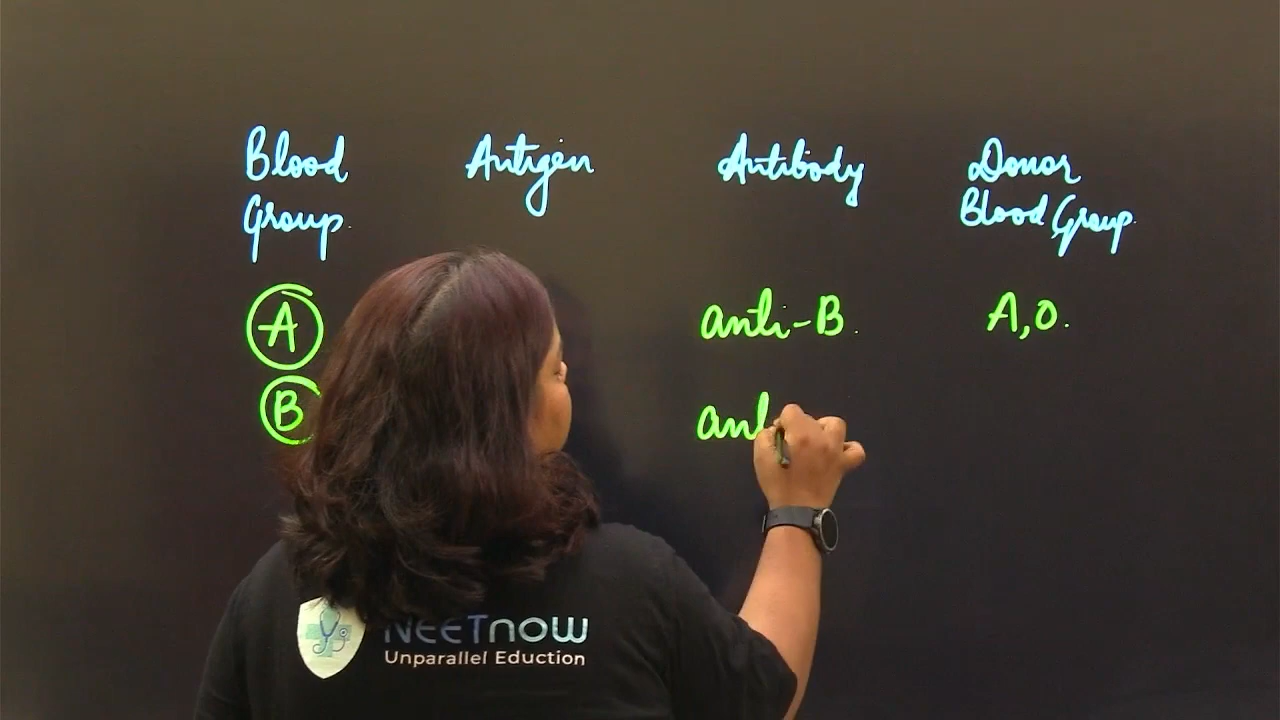 Blood Group
Antigen
Antibody
Donor Blood Group.
A
anti-B.
A,O.
B
NEETNOW
Unparallel Eduction